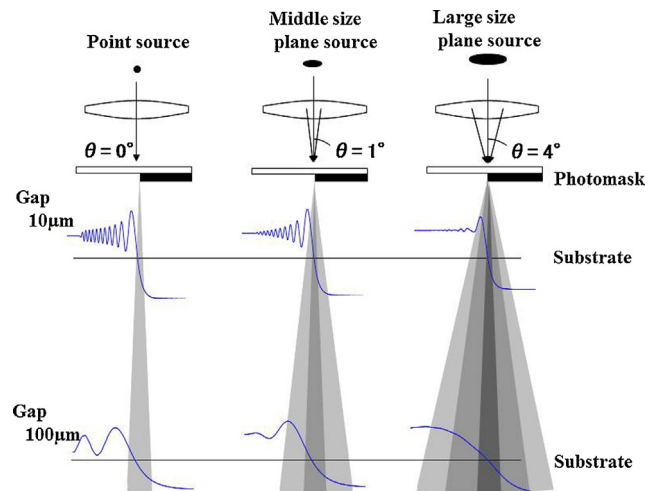 Point source
Middle size
plane source
Large size
plane source
θ = 0°
θ = 1°
θ = 4°
Photomask
Gap
10μm
Substrate
Gap
100μm
Substrate